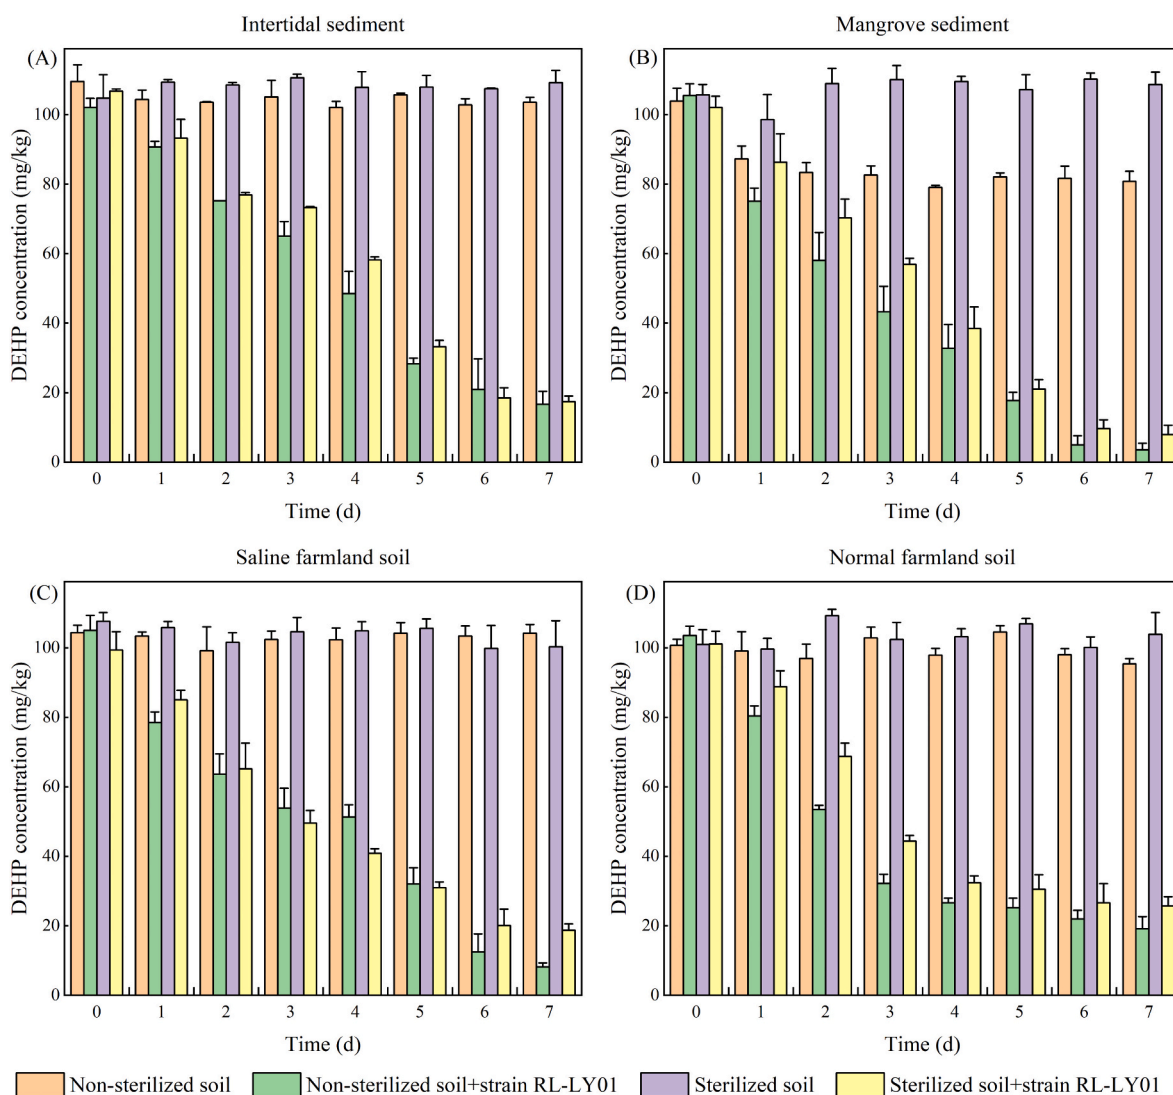 Intertidal sediment
Mangrove sediment
(A)
(B)
DEHP concentration (mg/kg)
100
80
60
40
20
0
0 1 2 3 4 5 6 7
Time (d)
DEHP concentration (mg/kg)
100
80
60
40
20
0
0 1 2 3 4 5 6 7
Time (d)
Saline farmland soil
Normal farmland soil
(C)
(D)
DEHP concentration (mg/kg)
100
80
60
40
20
0
0 1 2 3 4 5 6 7
Time (d)
DEHP concentration (mg/kg)
100
80
60
40
20
0
0 1 2 3 4 5 6 7
Time (d)
Non-sterilized soil
Non-sterilized soil+strain RL-LY01
Sterilized soil
Sterilized soil+strain RL-LY01